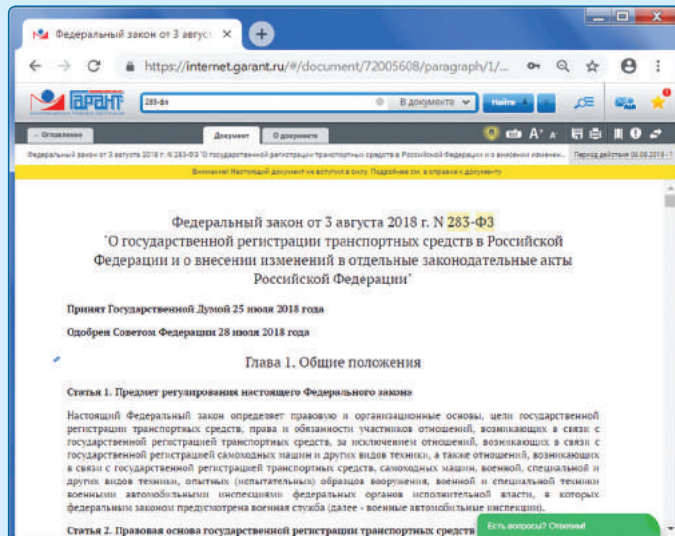 Федеральный закон от 3 авгус
https://internet.garant.ru/#/document/72005608/paragraph/1/...
ГАРАНТ
283-фз
В документе
Найти
← Оглавление
Документ
О документе
Федеральный закон от 3 августа 2018 г. N 283-ФЗ "О государственной регистрации транспортных средств в Российской Федерации и о внесении изменен...
Период действия
Внимание! Настоящий документ не вступил в силу. Подробнее см. в справке к документу
Федеральный закон от 3 августа 2018 г. N 283-ФЗ
"О государственной регистрации транспортных средств в Российской
Федерации и о внесении изменений в отдельные законодательные акты
Российской Федерации"
Принят Государственной Думой 25 июля 2018 года
Одобрен Советом Федерации 28 июля 2018 года
Глава 1. Общие положения
Статья 1. Предмет регулирования настоящего Федерального закона
Настоящий Федеральный закон определяет правовую и организационные основы, цели государственной
регистрации транспортных средств, права и обязанности участников отношений, возникающих в связи с
государственной регистрацией транспортных средств, за исключением отношений, возникающих в связи с
государственной регистрацией самоходных машин и других видов техники, а также отношений, возникающих
в связи с государственной регистрацией транспортных средств, самоходных машин, военной, специальной и
других видов техники, опытных (испытательных) образцов вооружения, военной и специальной техники
военными автомобильными инспекциями федеральных органов исполнительной власти, в которых
федеральным законом предусмотрена военная служба (далее - военные автомобильные инспекции).
Статья 2. Правовая основа государственной регистрации транспортных средств
Есть вопросы? Ответим!